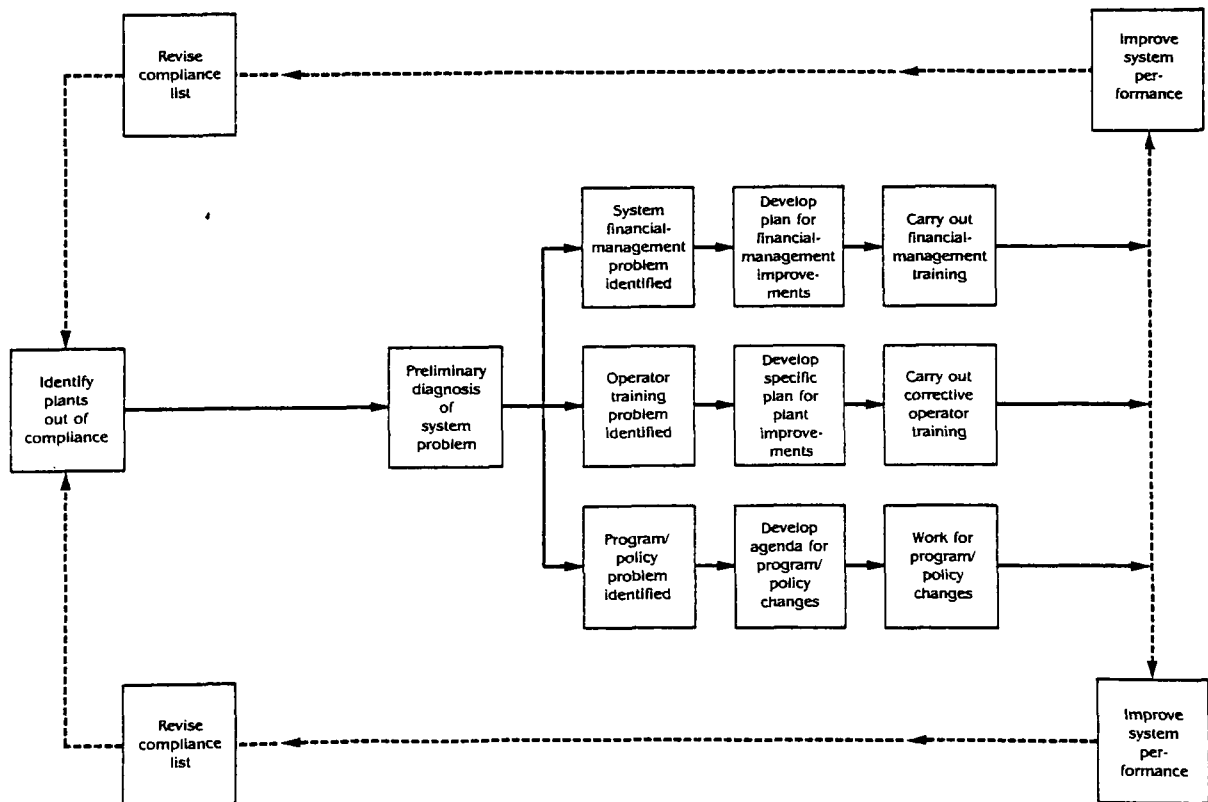 Revise
compliance
list
Improve
system
per-
formance
System
financial-
management
problem
identified
Develop
plan for
financial-
management
improve-
ments
Carry out
financial-
management
training
Identify
plants
out of
compliance
Preliminary
diagnosis
of
system
problem
Operator
training
problem
identified
Develop
specific
plan for
plant
improve-
ments
Carry out
corrective
operator
training
Program/
policy
problem
identified
Develop
agenda for
program/
policy
changes
Work for
program/
policy
changes
Revise
compliance
list
Improve
system
per-
formance